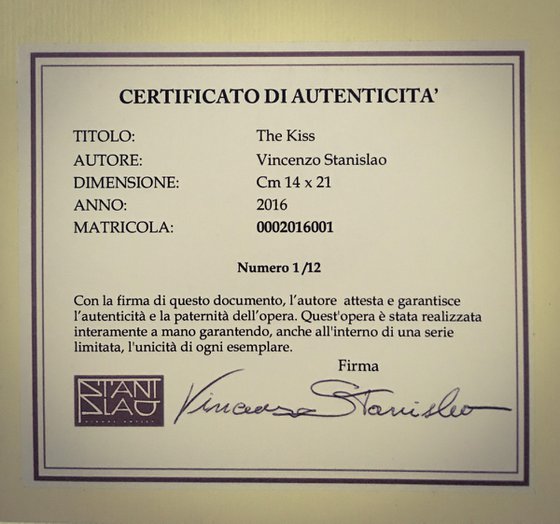 CERTIFICATO DI AUTENTICITA'
TITOLO: The Kiss
AUTORE: Vincenzo Stanislao
DIMENSIONE: Cm 14 x 21
ANNO: 2016
MATRICOLA: 0002016001
Numero 1/12
Con la firma di questo documento, l'autore attesta e garantisce
l'autenticità e la paternità dell'opera. Quest'opera è stata realizzata
interamente a mano garantendo, anche all'interno di una serie
limitata, l'unicità di ogni esemplare.
Firma
STANI
SLAO
Vincenzo Stanislao